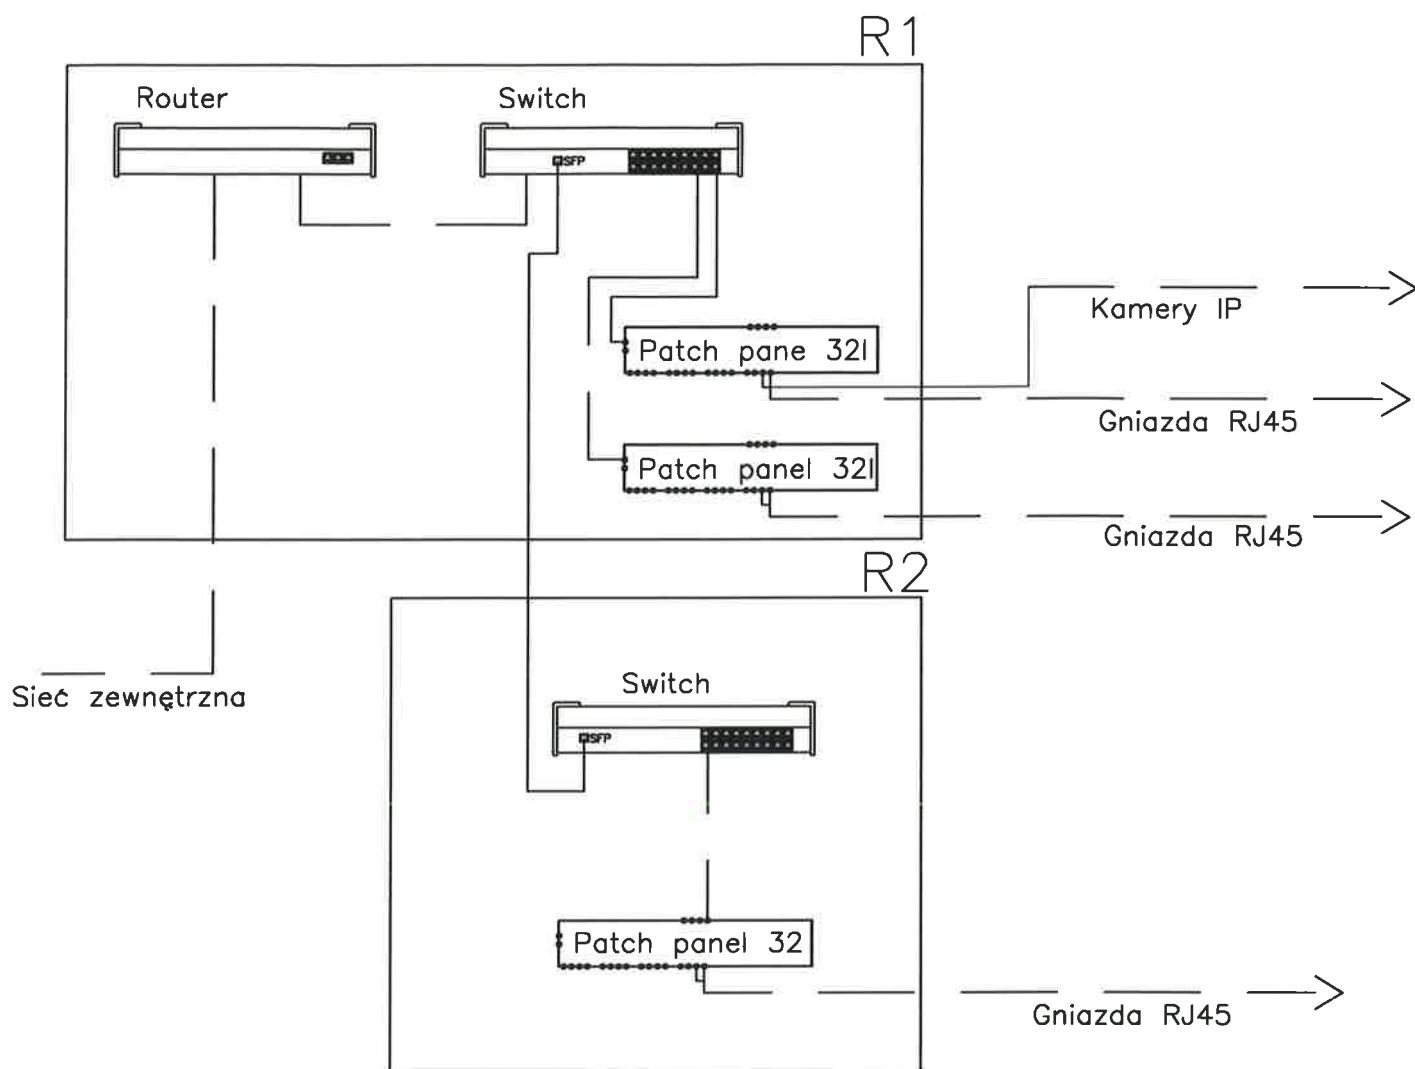 R1
Router
Switch
SFP
Kamery IP
Patch pane 32l
Gniazda RJ45
Patch panel 32l
Gniazda RJ45
R2
Sieć zewnętrzna
Switch
SFP
Patch panel 32
Gniazda RJ45